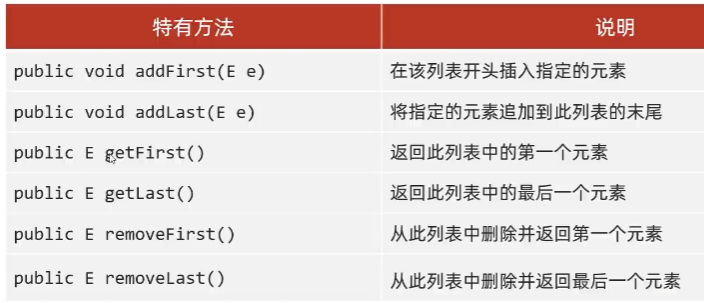 特有方法 说明
public void addFirst(E e) 在该列表开头插入指定的元素
public void addLast(E e) 将指定的元素追加到此列表的末尾
public E getFirst() 返回此列表中的第一个元素
public E getLast() 返回此列表中的最后一个元素
public E removeFirst() 从此列表中删除并返回第一个元素
public E removeLast() 从此列表中删除并返回最后一个元素